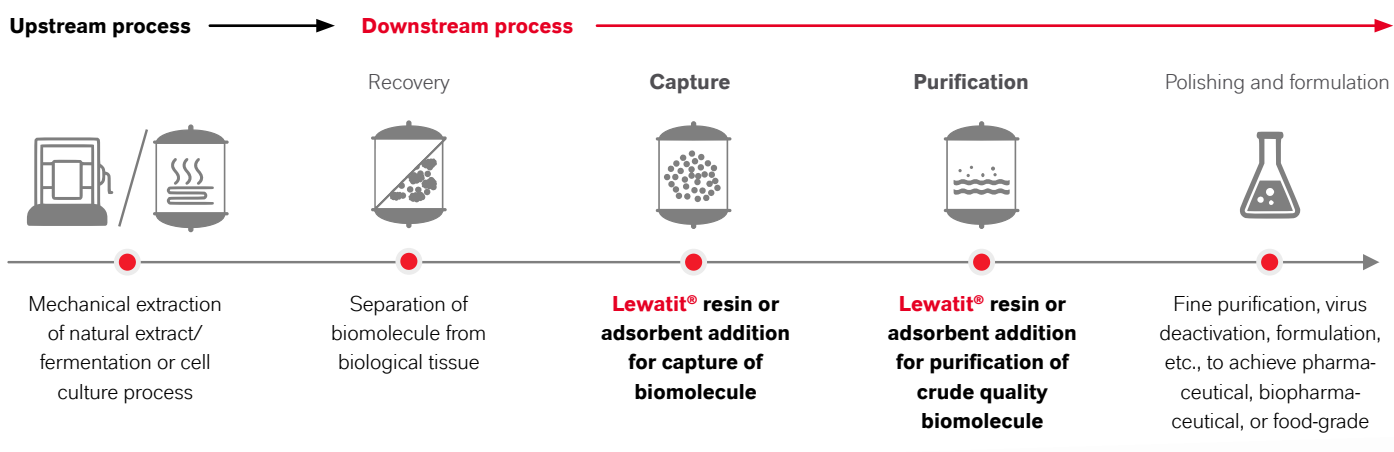 Upstream process
Downstream process
Recovery
Capture
Purification
Polishing and formulation
Mechanical extraction
of natural extract/
fermentation or cell
culture process
Separation of
biomolecule from
biological tissue
Lewatit® resin or
adsorbent addition
for capture of
biomolecule
Lewatit® resin or
adsorbent addition
for purification of
crude quality
biomolecule
Fine purification, virus
deactivation, formulation,
etc., to achieve pharma-
ceutical, biopharma-
ceutical, or food-grade